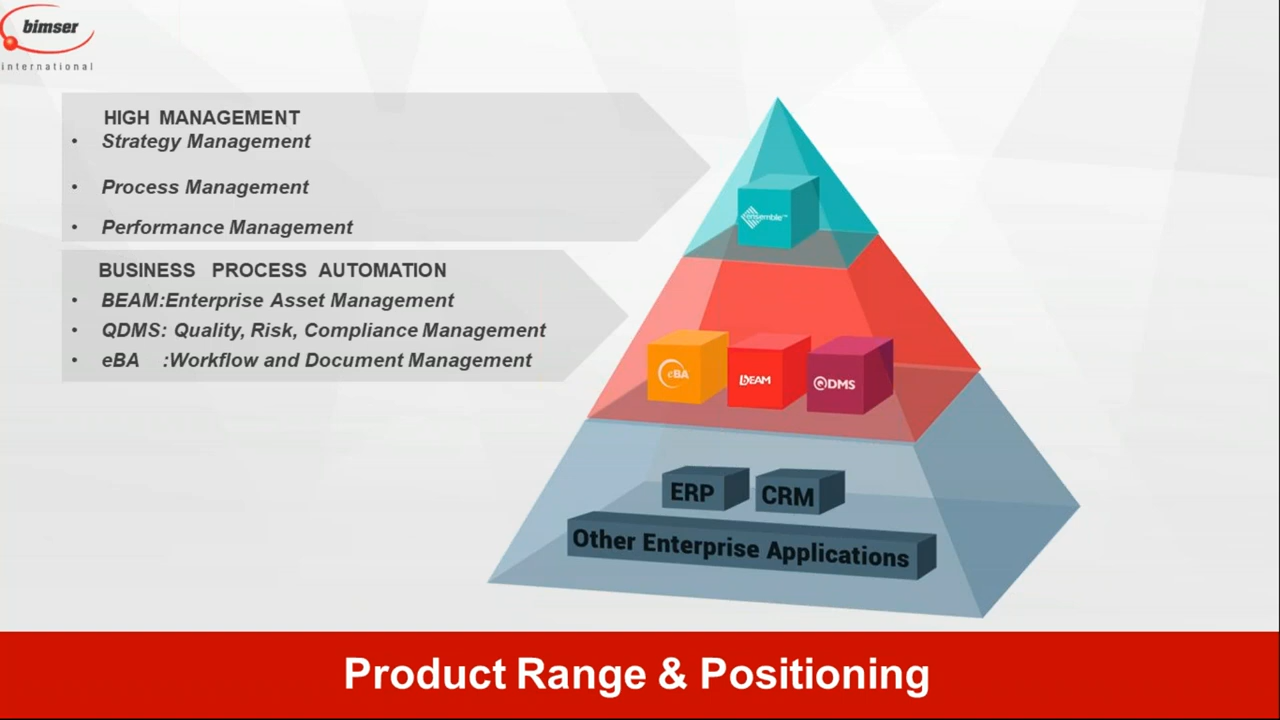 bimser
international
HIGH MANAGEMENT
• Strategy Management
• Process Management
• Performance Management
BUSINESS PROCESS AUTOMATION
• BEAM:Enterprise Asset Management
• QDMS: Quality, Risk, Compliance Management
• eBA :Workflow and Document Management
ensemble™
eBA
bEAM
QDMS
ERP
CRM
Other Enterprise Applications
Product Range & Positioning